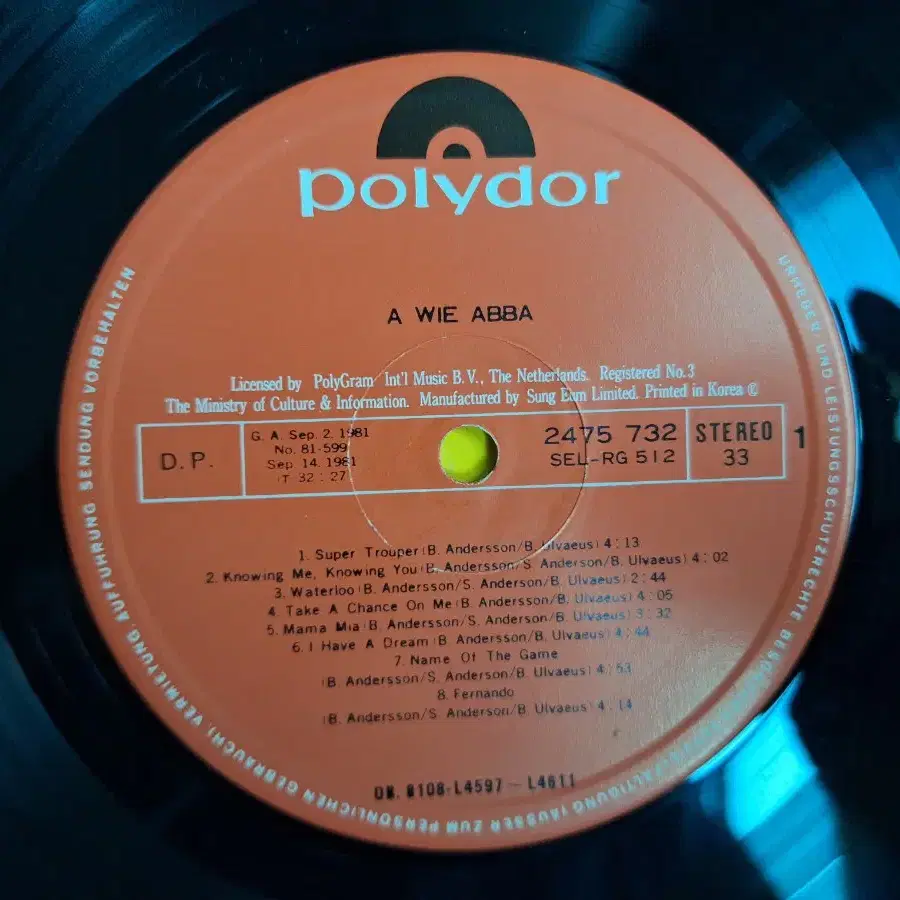 polydor
A WIE ABBA
Licensed by PolyGram Int'l Music B.V., The Netherlands. Registered No.3
The Ministry of Culture & Information. Manufactured by Sung Eum Limited. Printed in Korea ℗
D.P.
G. A. Sep. 2. 1981
No. 81-599
Sep 14. 1981
(T 32 : 27)
2475 732
SEL-RG 512
STEREO
33
1
1. Super Trouper (B. Andersson/B. Ulvaeus) 4 : 13
2. Knowing Me, Knowing You (B. Andersson/S. Anderson/B. Ulvaeus) 4 : 02
3. Waterloo (B. Andersson/S. Andersson/B. Ulvaeus) 2 : 44
4. Take A Chance On Me (B. Andersson/B. Ulvaeus) 4 : 05
5. Mama Mia (B. Andersson/S. Anderson/B. Ulvaeus) 3 : 32
6. I Have A Dream (B. Andersson/B. Ulvaeus) 4 : 44
7. Name Of The Game
(B. Andersson/S. Anderson/B. Ulvaeus) 4 : 53
8. Fernando
(B. Andersson/S. Anderson/B. Ulvaeus) 4 : 14
8108-L4597 ~ L4611
URHEBER UND LEISTUNGSSCHUTZRECHTE
(AUSSER ZUM PERSÖNLICHEN GEBRAUCH), VERMIETUNG, AUFFÜHRUNG, SENDUNG VORBEHALTEN